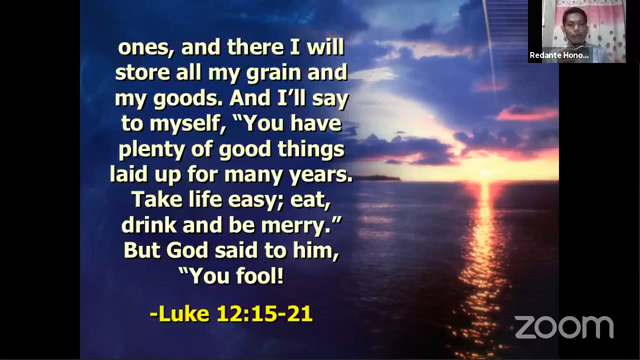 ones, and there I will
store all my grain and
my goods. And I’ll say
to myself, “You have
plenty of good things
laid up for many years.
Take life easy; eat,
drink and be merry.”
But God said to him,
“You fool!
-Luke 12:15-21
Redante Hono...
zoom